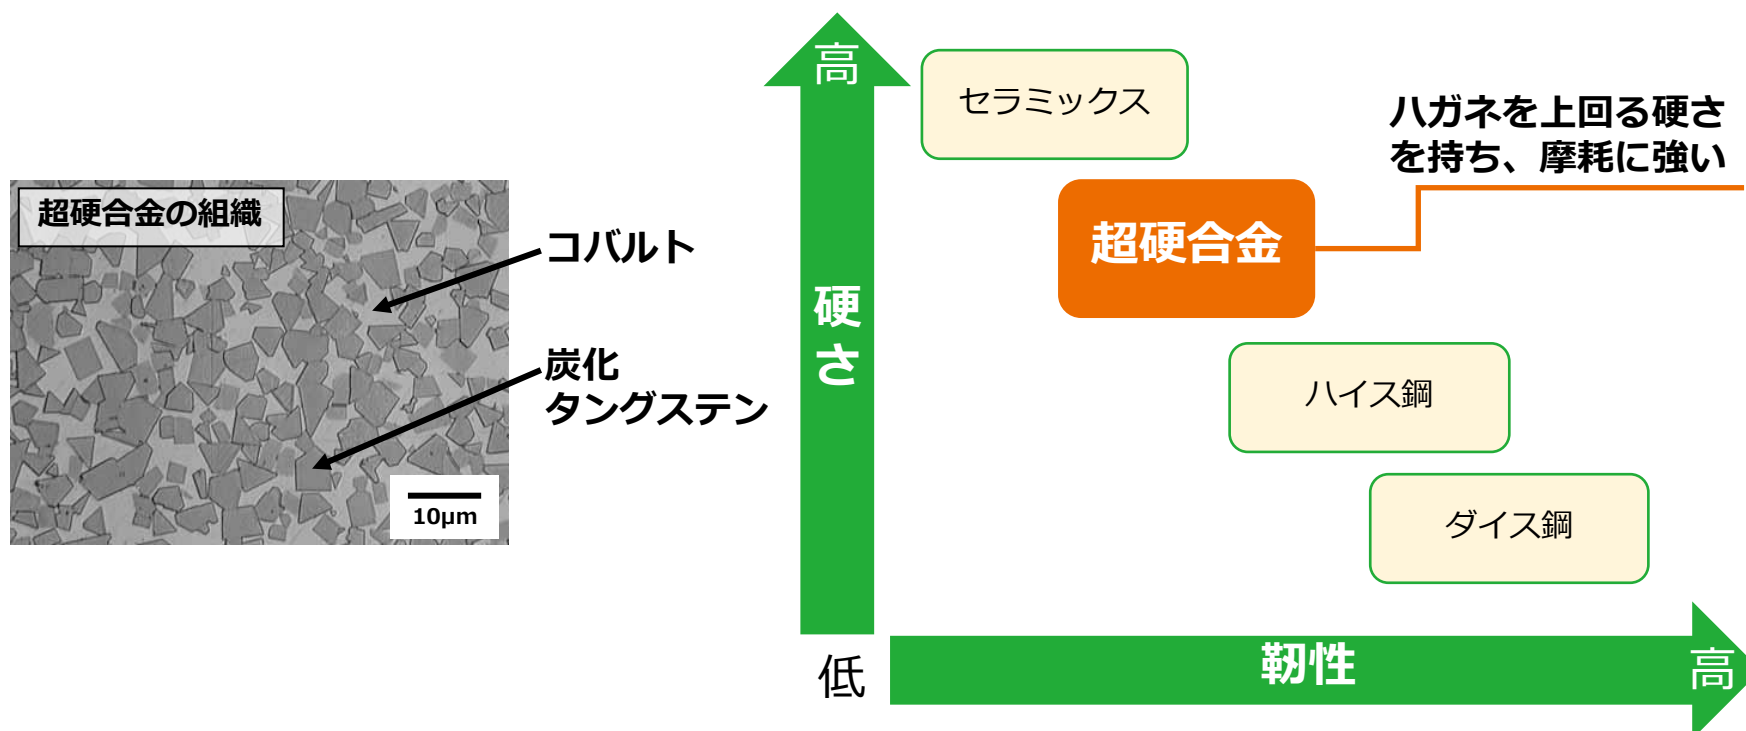 超硬合金の組織
コバルト
炭化
タングステン
10μm
高
硬
さ
低
靭性
高
セラミックス
超硬合金
ハイス鋼
ダイス鋼
ハガネを上回る硬さ
を持ち、摩耗に強い